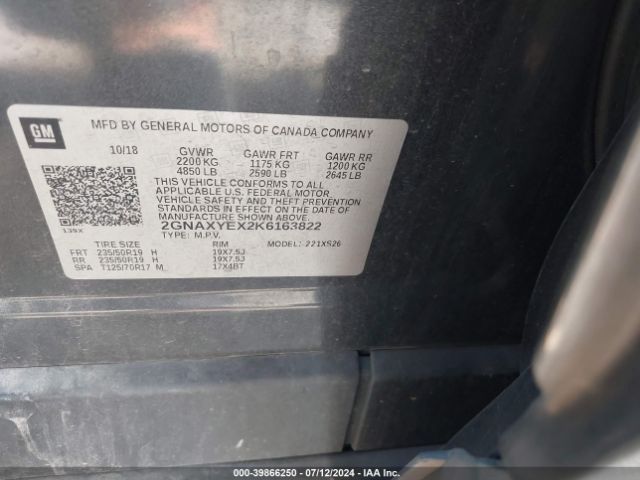 GM
MFD BY GENERAL MOTORS OF CANADA COMPANY
10/18 GVWR GAWR FRT GAWR RR
2200 KG 1175 KG 1200 KG
4850 LB 2590 LB 2645 LB
THIS VEHICLE CONFORMS TO ALL
APPLICABLE U.S. FEDERAL MOTOR
VEHICLE SAFETY AND THEFT PREVENTION
STANDARDS IN EFFECT ON THE DATE OF
MANUFACTURE SHOWN ABOVE.
2GNAXYEX2K6163822
TYPE: M.P.V. MODEL: 221XS26
139X
TIRE SIZE RIM
FRT 235/50R19 H 19X7.5J
RR 235/50R19 H 19X7.5J
SPA T125/70R17 M 17X4BT
000-39866250 - 07/12/2024 - IAA Inc.